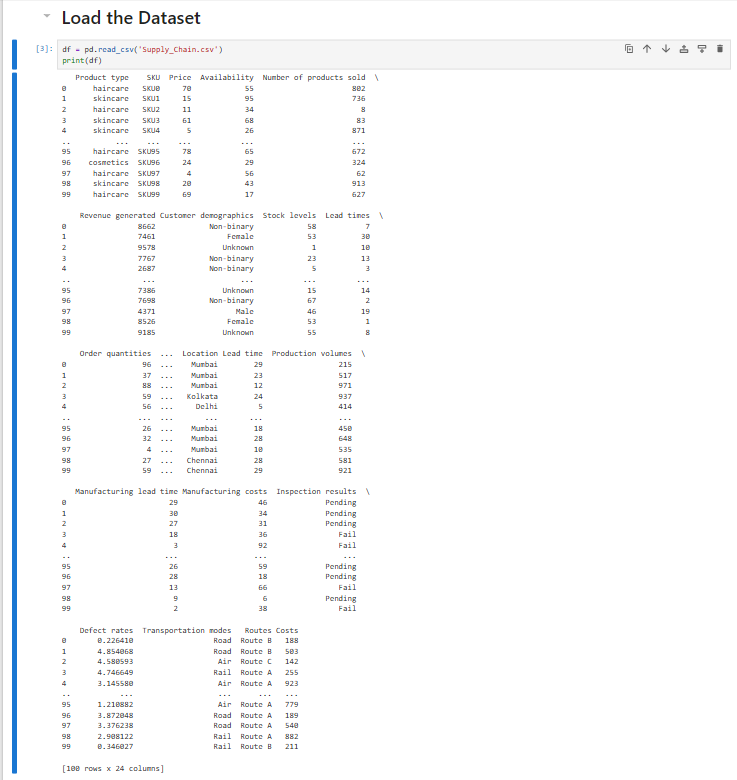 Load the Dataset
[3]: df = pd.read_csv('Supply_Chain.csv')
print(df)
Product type SKU Price Availability Number of products sold \
0 haircare SKU0 70 55 802
1 skincare SKU1 15 95 736
2 haircare SKU2 11 34 8
3 skincare SKU3 61 68 83
4 skincare SKU4 5 26 871
.. ... ... ... ... ...
95 haircare SKU95 78 65 672
96 cosmetics SKU96 24 29 324
97 haircare SKU97 4 56 62
98 skincare SKU98 20 43 913
99 haircare SKU99 69 17 627
Revenue generated Customer demographics Stock levels Lead times \
0 8662 Non-binary 58 7
1 7461 Female 53 30
2 9578 Unknown 1 10
3 7767 Non-binary 23 13
4 2687 Non-binary 5 3
.. ... ... ... ...
95 7386 Unknown 15 14
96 7698 Non-binary 67 2
97 4371 Male 46 19
98 8526 Female 53 1
99 9185 Unknown 55 8
Order quantities ... Location Lead time Production volumes \
0 96 ... Mumbai 29 215
1 37 ... Mumbai 23 517
2 88 ... Mumbai 12 971
3 59 ... Kolkata 24 937
4 56 ... Delhi 5 414
.. ... ... ... ... ...
95 26 ... Mumbai 18 450
96 32 ... Mumbai 28 648
97 4 ... Mumbai 10 535
98 27 ... Chennai 28 581
99 59 ... Chennai 29 921
Manufacturing lead time Manufacturing costs Inspection results \
0 29 46 Pending
1 30 34 Pending
2 27 31 Pending
3 18 36 Fail
4 3 92 Fail
.. ... ... ...
95 26 59 Pending
96 28 18 Pending
97 13 66 Fail
98 9 6 Pending
99 2 38 Fail
Defect rates Transportation modes Routes Costs
0 0.226410 Road Route B 188
1 4.854068 Road Route B 503
2 4.580593 Air Route C 142
3 4.746649 Rail Route A 255
4 3.145580 Air Route A 923
.. ... ... ... ...
95 1.210882 Air Route A 779
96 3.872048 Road Route A 189
97 3.376238 Road Route A 540
98 2.908122 Rail Route A 882
99 0.346027 Rail Route B 211
[100 rows x 24 columns]